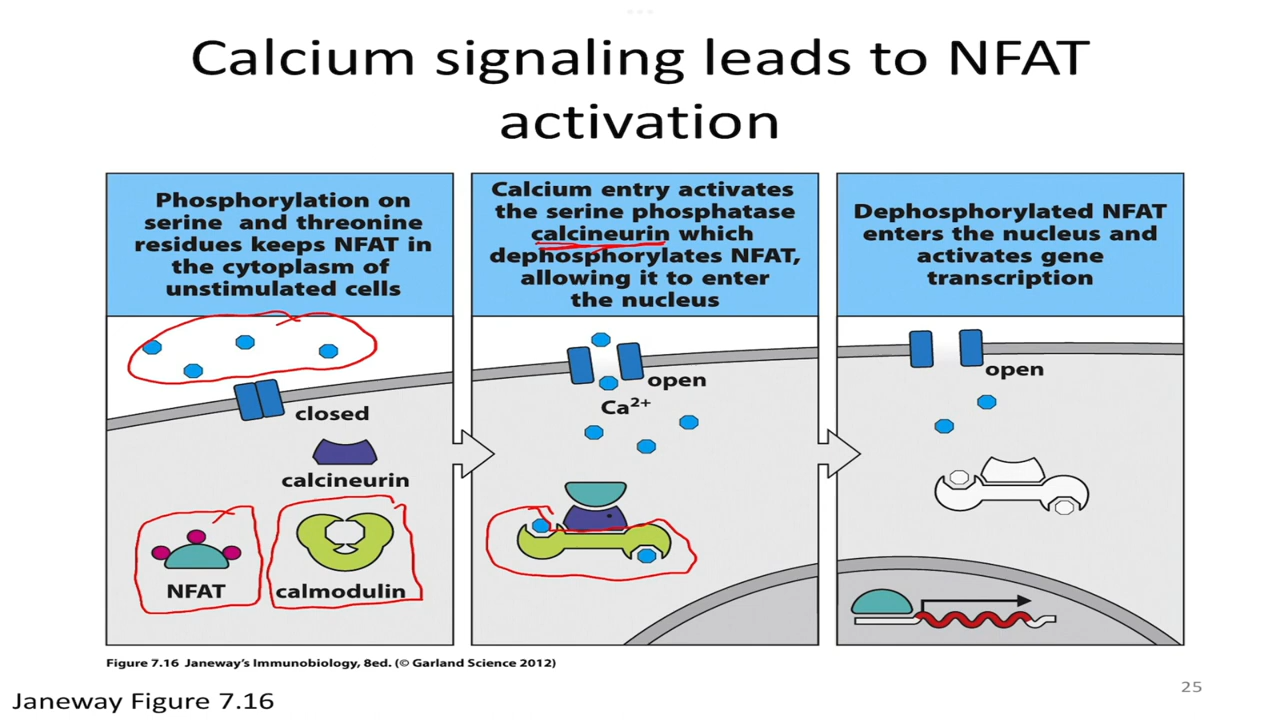 Calcium signaling leads to NFAT
activation
Phosphorylation on
serine and threonine
residues keeps NFAT in
the cytoplasm of
unstimulated cells
Calcium entry activates
the serine phosphatase
calcineurin which
dephosphorylates NFAT,
allowing it to enter
the nucleus
Dephosphorylated NFAT
enters the nucleus and
activates gene
transcription
closed
calcineurin
NFAT
calmodulin
open
Ca²⁺
open
Figure 7.16 Janeway’s Immunobiology, 8ed. (© Garland Science 2012)
Janeway Figure 7.16
25